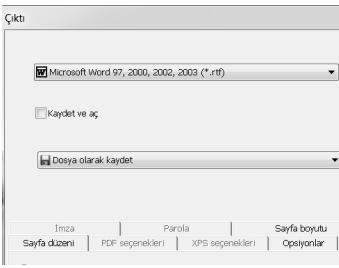 Çıktı
Microsoft Word 97, 2000, 2002, 2003 (*.rtf)
Kaydet ve aç
Dosya olarak kaydet
İmza Parola Sayfa boyutu
Sayfa düzeni PDF seçenekleri XPS seçenekleri Opsiyonlar